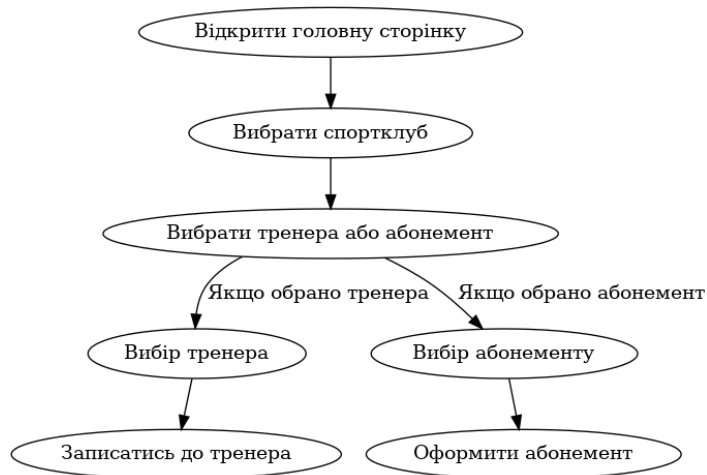 Відкрити головну сторінку
Вибрати спортклуб
Вибрати тренера або абонемент
Якщо обрано тренера
Якщо обрано абонемент
Вибір тренера
Вибір абонементу
Записатись до тренера
Оформити абонемент